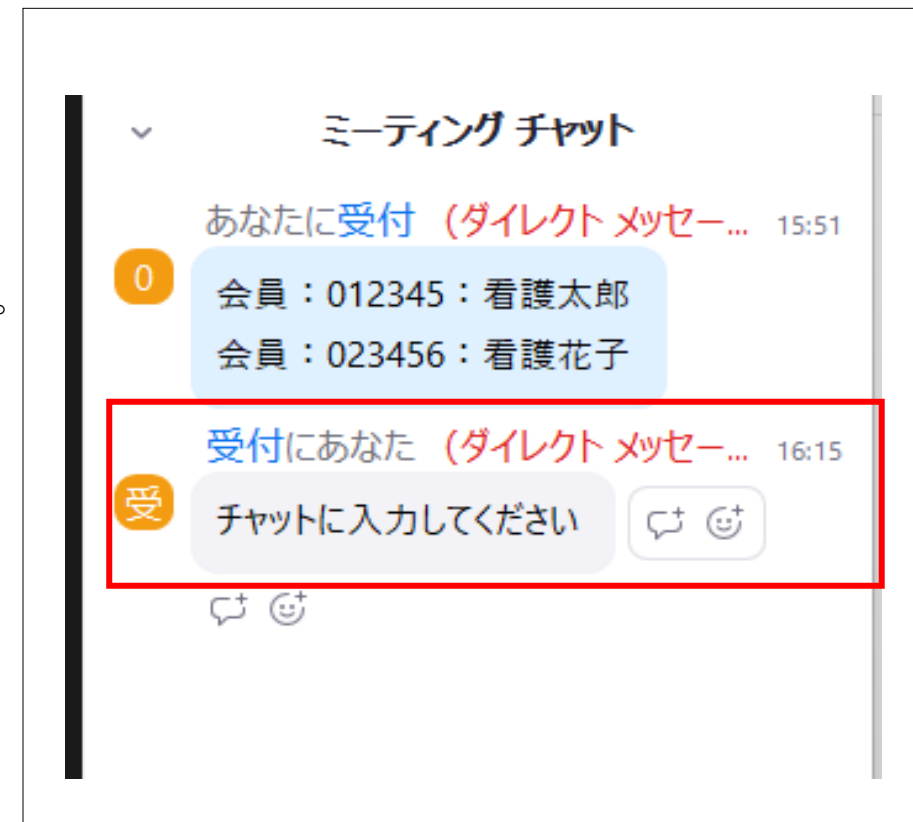 。
ミーティング チャット
あなたに受付 (ダイレクト メッセー... 15:51
0
会員：012345：看護太郎
会員：023456：看護花子
受付にあなた (ダイレクト メッセー... 16:15
受
チャットに入力してください